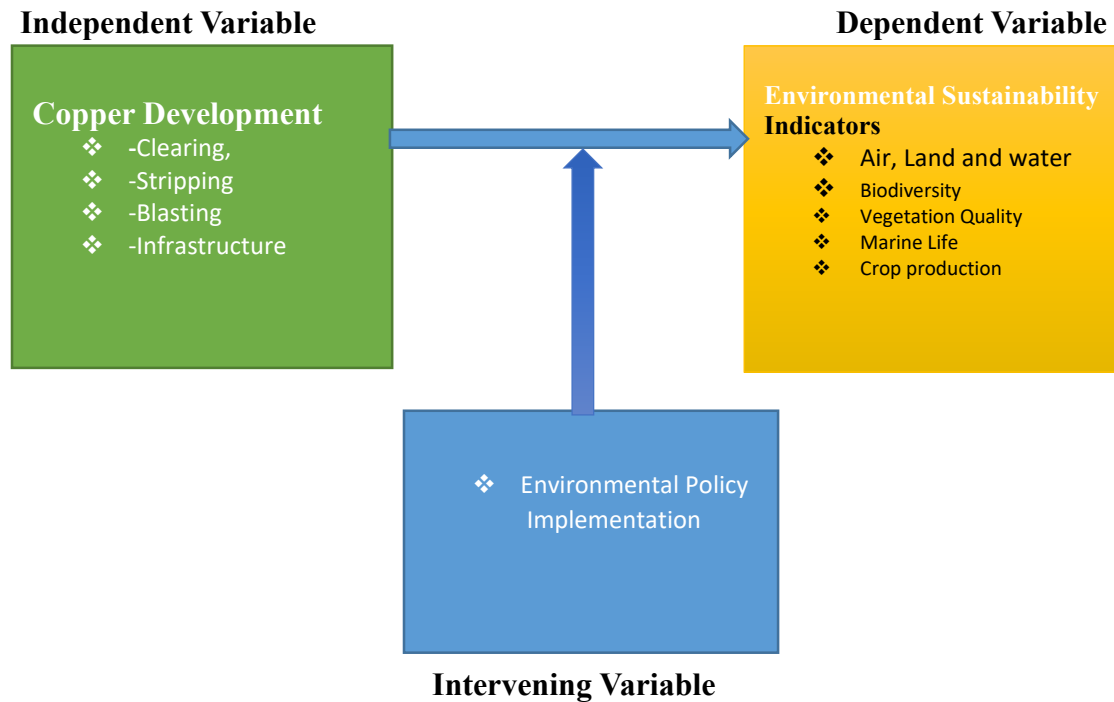 Independent Variable
Dependent Variable
Copper Development
❖ -Clearing,
❖ -Stripping
❖ -Blasting
❖ -Infrastructure
Environmental Sustainability
Indicators
❖ Air, Land and water
❖ Biodiversity
❖ Vegetation Quality
❖ Marine Life
❖ Crop production
❖ Environmental Policy
Implementation
Intervening Variable